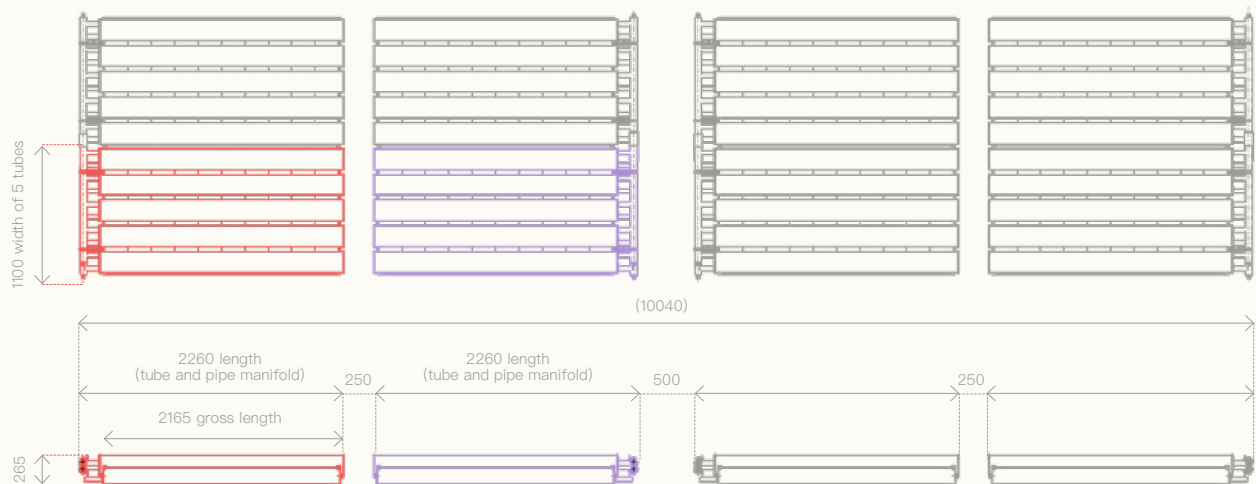 1100 width of 5 tubes
(10040)
2260 length
(tube and pipe manifold)
250
2260 length
(tube and pipe manifold)
500
250
2165 gross length
265